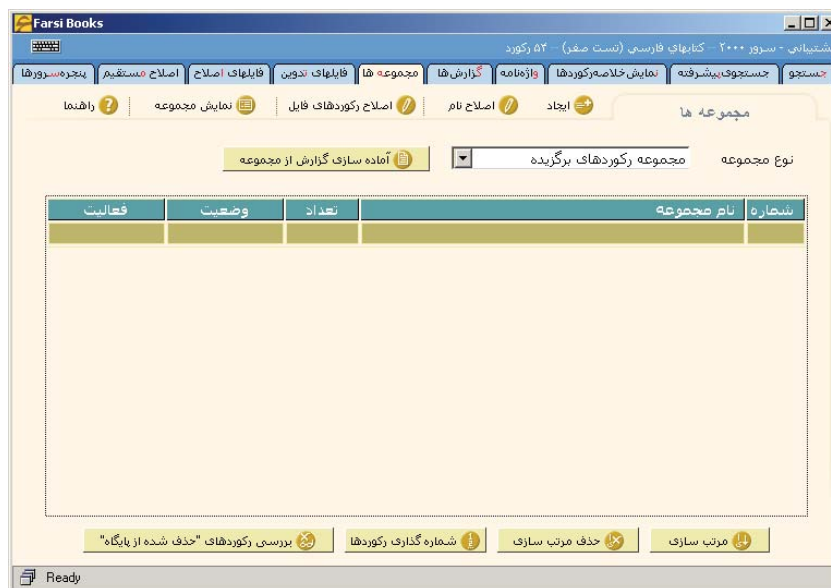 Farsi Books
شتیبانی - سرور ۲۰۰۰ - کتابهاي فارسي (تست صفر) - ۵۴ رکورد
جستجو جستجوی‌پیشرفته نمایش‌خلاصه‌رکوردها واژه‌نامه گزارش‌ها مجموعه ها فایلهای تدوین فایلهای اصلاح اصلاح مستقیم پنجره‌سرورها
مجموعه ها ایجاد اصلاح نام اصلاح رکوردهای فایل نمایش مجموعه راهنما
نوع مجموعه مجموعه رکوردهای برگزیده آماده سازی گزارش از مجموعه
شماره نام مجموعه تعداد وضعیت فعالیت
مرتب سازی حذف مرتب سازی شماره گذاری رکوردها بررسی رکوردهای "حذف شده از پایگاه"
Ready